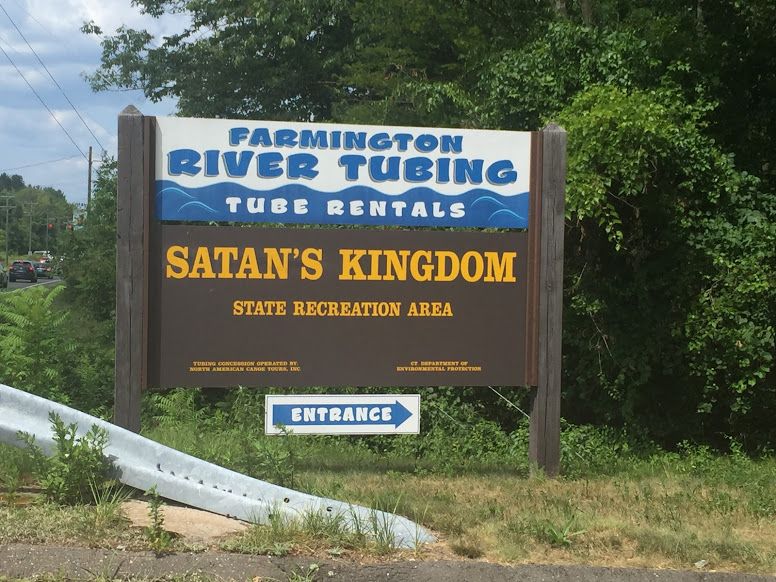 FARMINGTON
RIVER TUBING
TUBE RENTALS
SATAN'S KINGDOM
STATE RECREATION AREA
TUBING CONCESSION OPERATED BY
NORTH AMERICAN CANOE TOURS, INC
CT DEPARTMENT OF
ENVIRONMENTAL PROTECTION
ENTRANCE